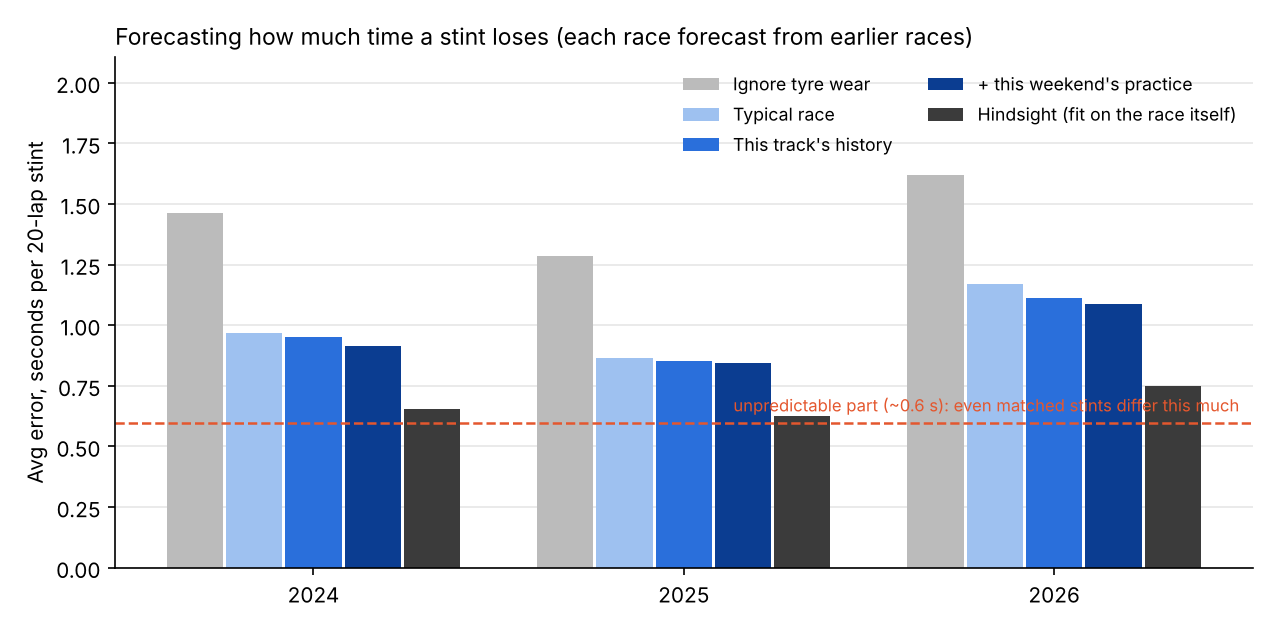 Forecasting how much time a stint loses (each race forecast from earlier races)
Avg error, seconds per 20-lap stint
2.00
1.75
1.50
1.25
1.00
0.75
0.50
0.25
0.00
Ignore tyre wear
Typical race
This track's history
+ this weekend's practice
Hindsight (fit on the race itself)
unpredictable part (~0.6 s): even matched stints differ this much
2024
2025
2026